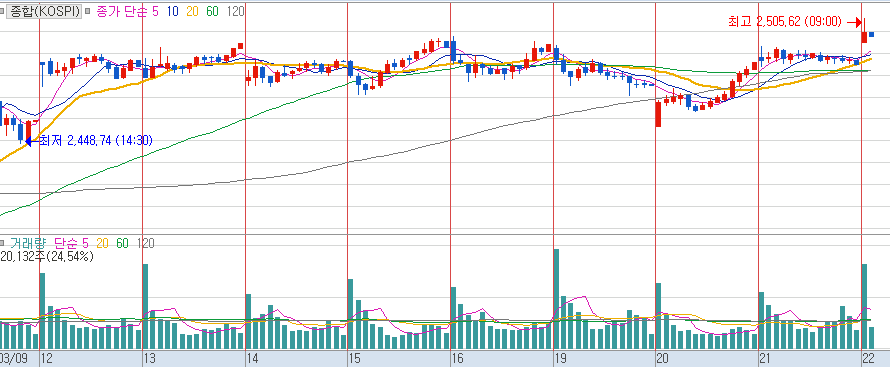 종합(KOSPI) 종가 단순 5 10 20 60 120
최고 2,505,62 (09:00)
최저 2,448,74 (14:30)
거래량 단순 5 20 60 120
20,132주(24,54%)
03/09 12 13 14 15 16 19 20 21 22